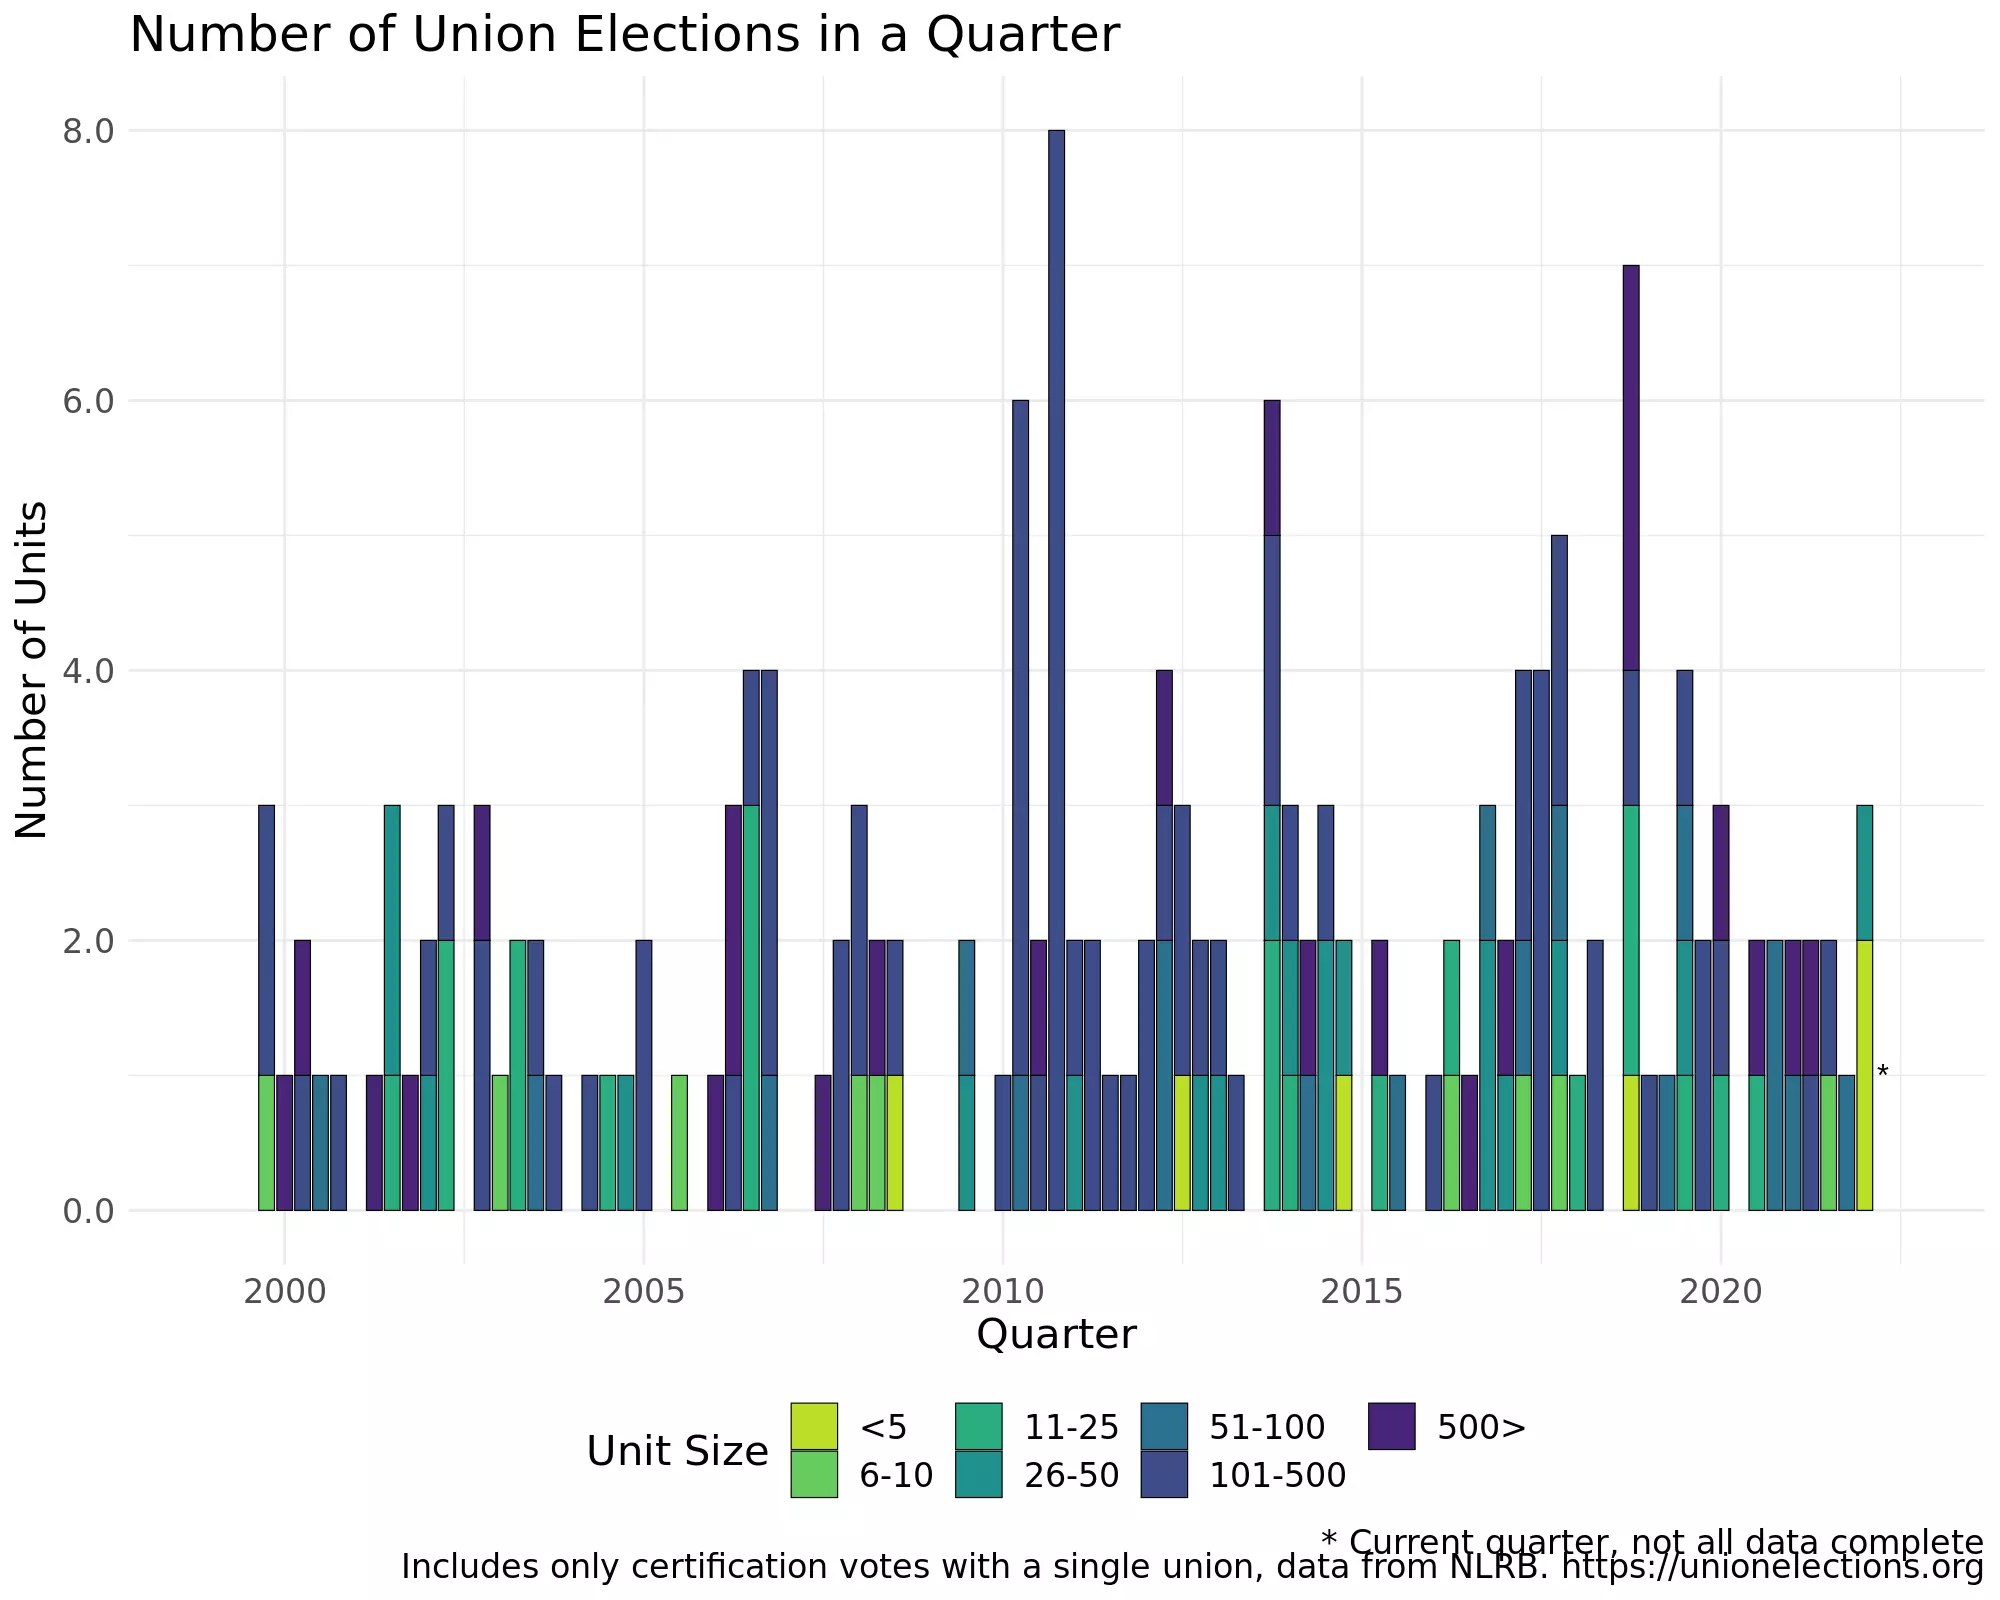 Number of Union Elections in a Quarter
Number of Units
8.0
6.0
4.0
2.0
0.0
*
2000 2005 2010 2015 2020
Quarter
Unit Size
<5 11-25 51-100 500>
6-10 26-50 101-500
* Current quarter, not all data complete
Includes only certification votes with a single union, data from NLRB. https://unionelections.org